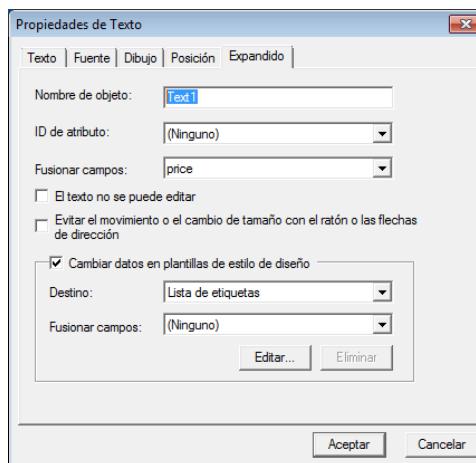 Propiedades de Texto
Texto Fuente Dibujo Posición Expandido
Nombre de objeto: Text1
ID de atributo: (Ninguno)
Fusionar campos: price
El texto no se puede editar
Evitar el movimiento o el cambio de tamaño con el ratón o las flechas
de dirección
Cambiar datos en plantillas de estilo de diseño
Destino: Lista de etiquetas
Fusionar campos: (Ninguno)
Editar... Eliminar
Aceptar Cancelar